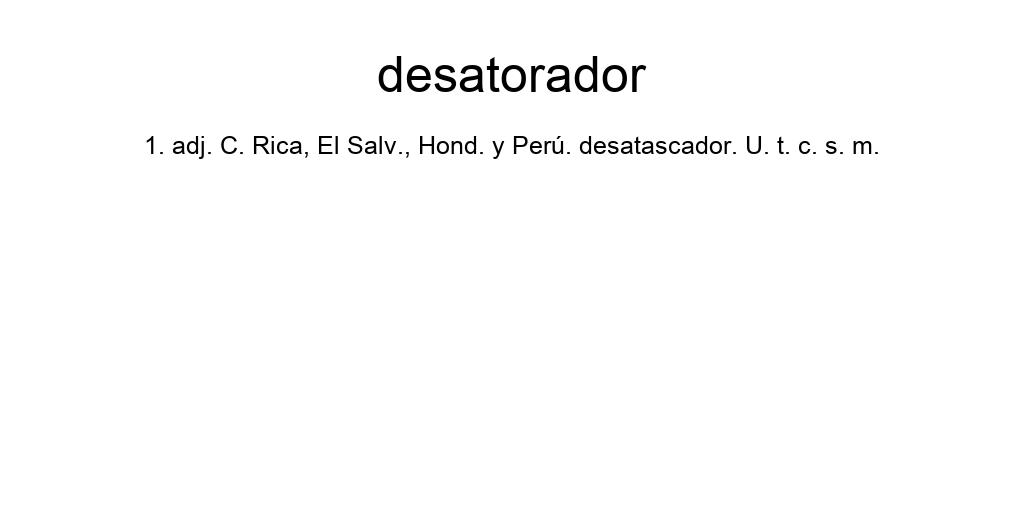 desatorador
1. adj. C. Rica, El Salv., Hond. y Perú. desatascador. U. t. c. s. m.